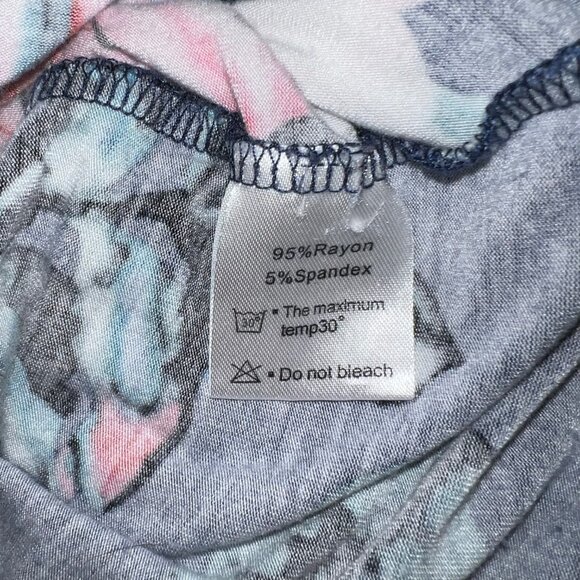 95%Rayon
5%Spandex
30° ▪ The maximum
temp30°
▪ Do not bleach